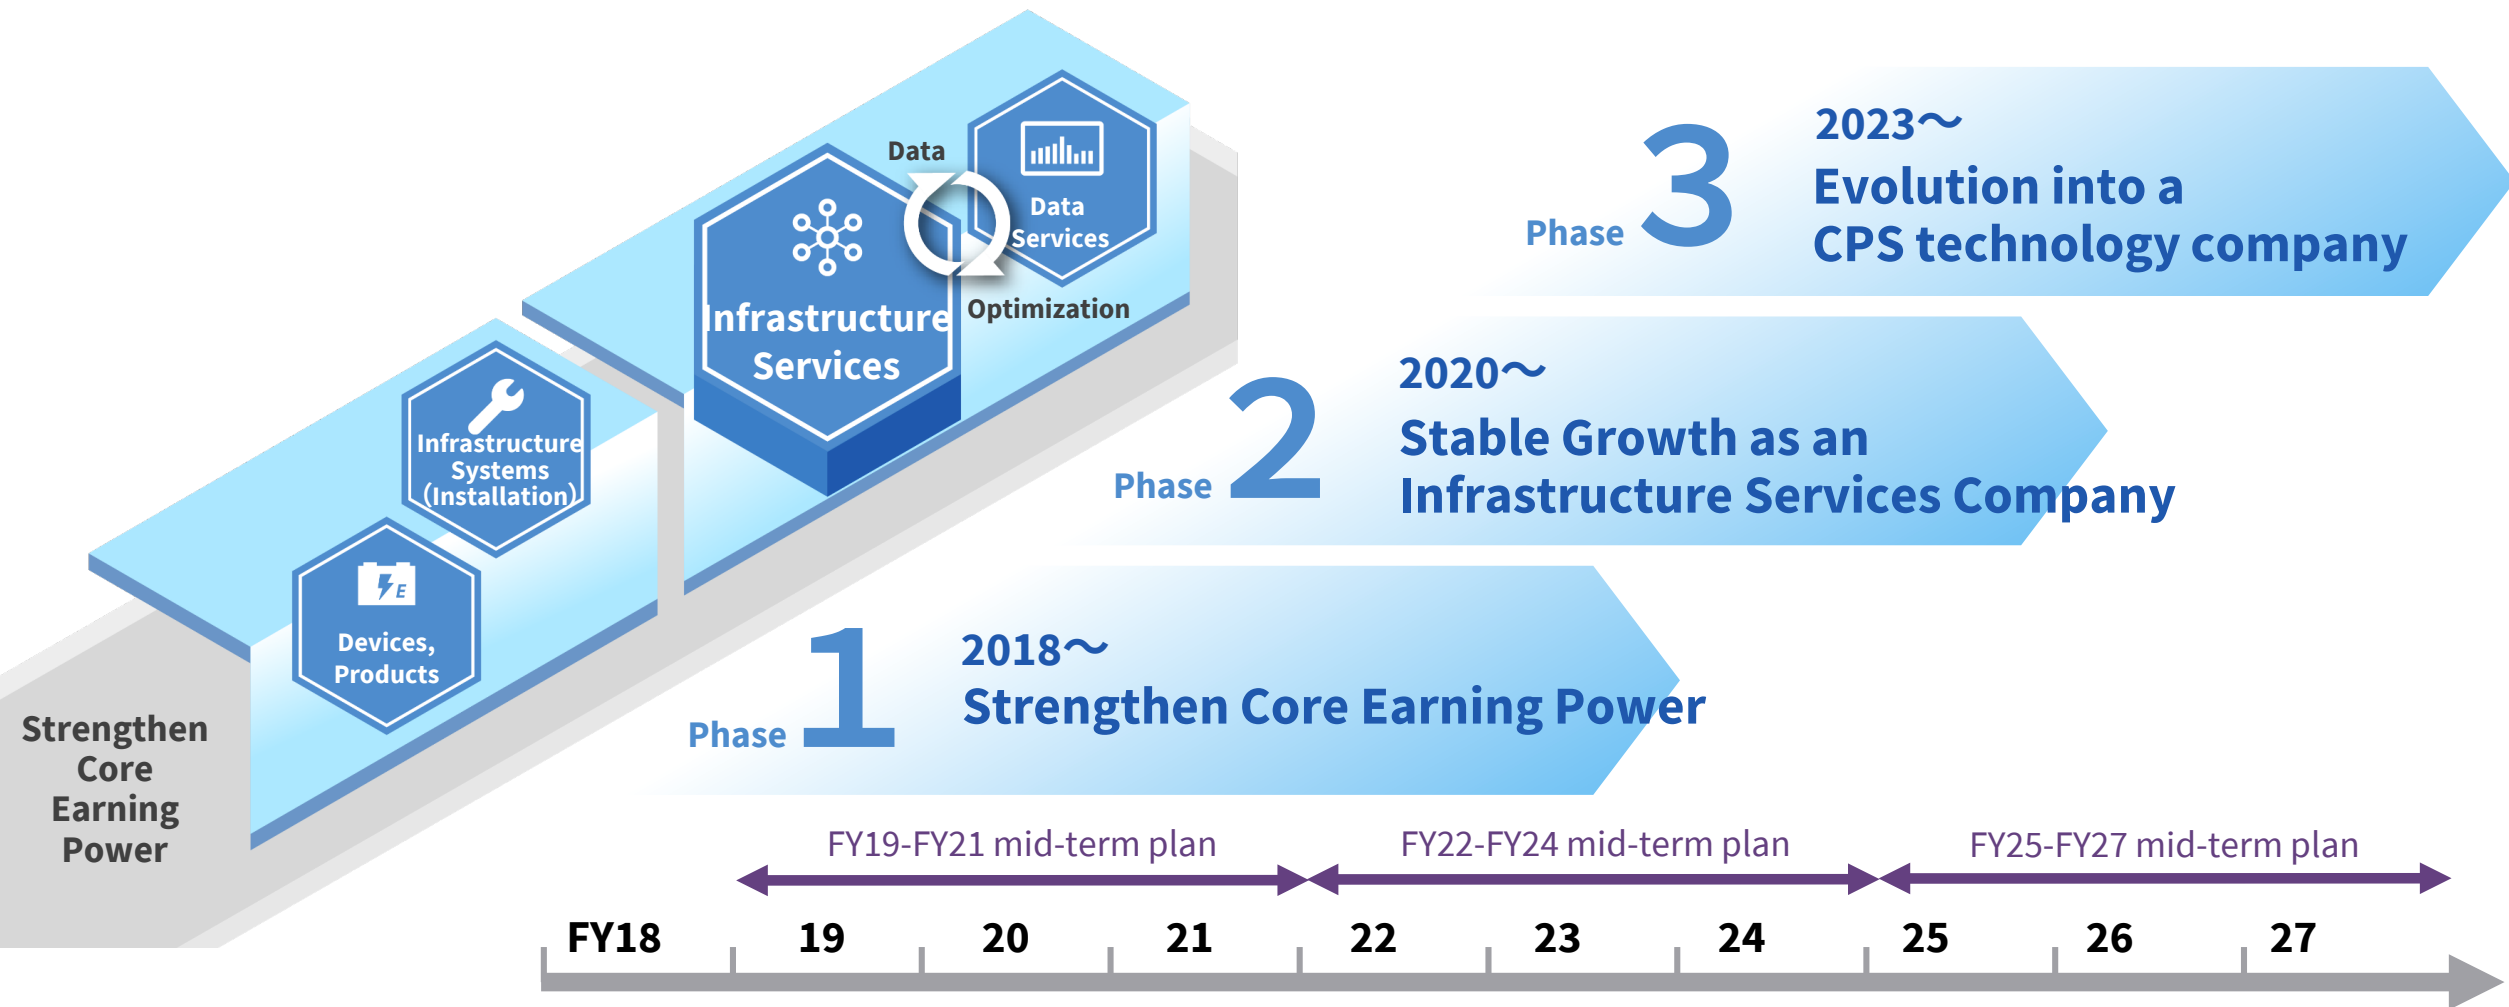 Data
Data
Services
Infrastructure
Services
Optimization
Infrastructure
Systems
(Installation)
E
Devices,
Products
Strengthen
Core
Earning
Power
Phase 3
2023～
Evolution into a
CPS technology company
Phase 2
2020～
Stable Growth as an
Infrastructure Services Company
Phase 1
2018～
Strengthen Core Earning Power
FY19-FY21 mid-term plan FY22-FY24 mid-term plan FY25-FY27 mid-term plan
FY18 19 20 21 22 23 24 25 26 27